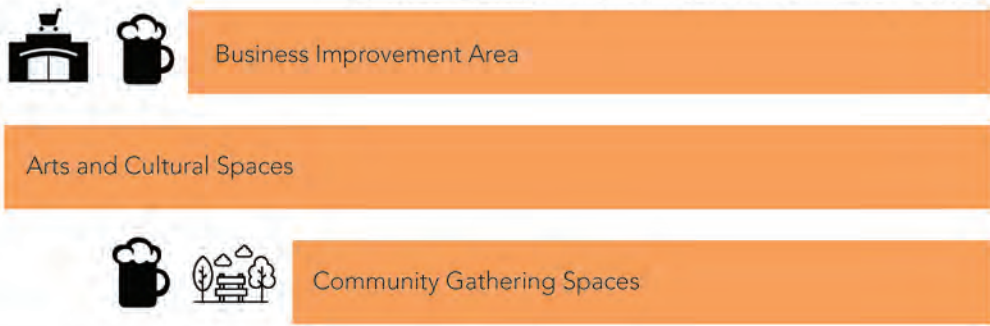 Business Improvement Area
Arts and Cultural Spaces
Community Gathering Spaces